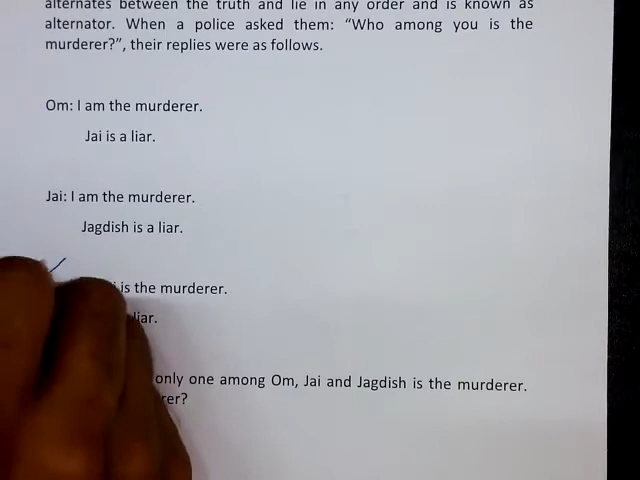 alternates between the truth and lie in any order and is known as
alternator. When a police asked them: “Who among you is the
murderer?”, their replies were as follows.
Om: I am the murderer.
Jai is a liar.
Jai: I am the murderer.
Jagdish is a liar.
is the murderer.
liar.
only one among Om, Jai and Jagdish is the murderer.